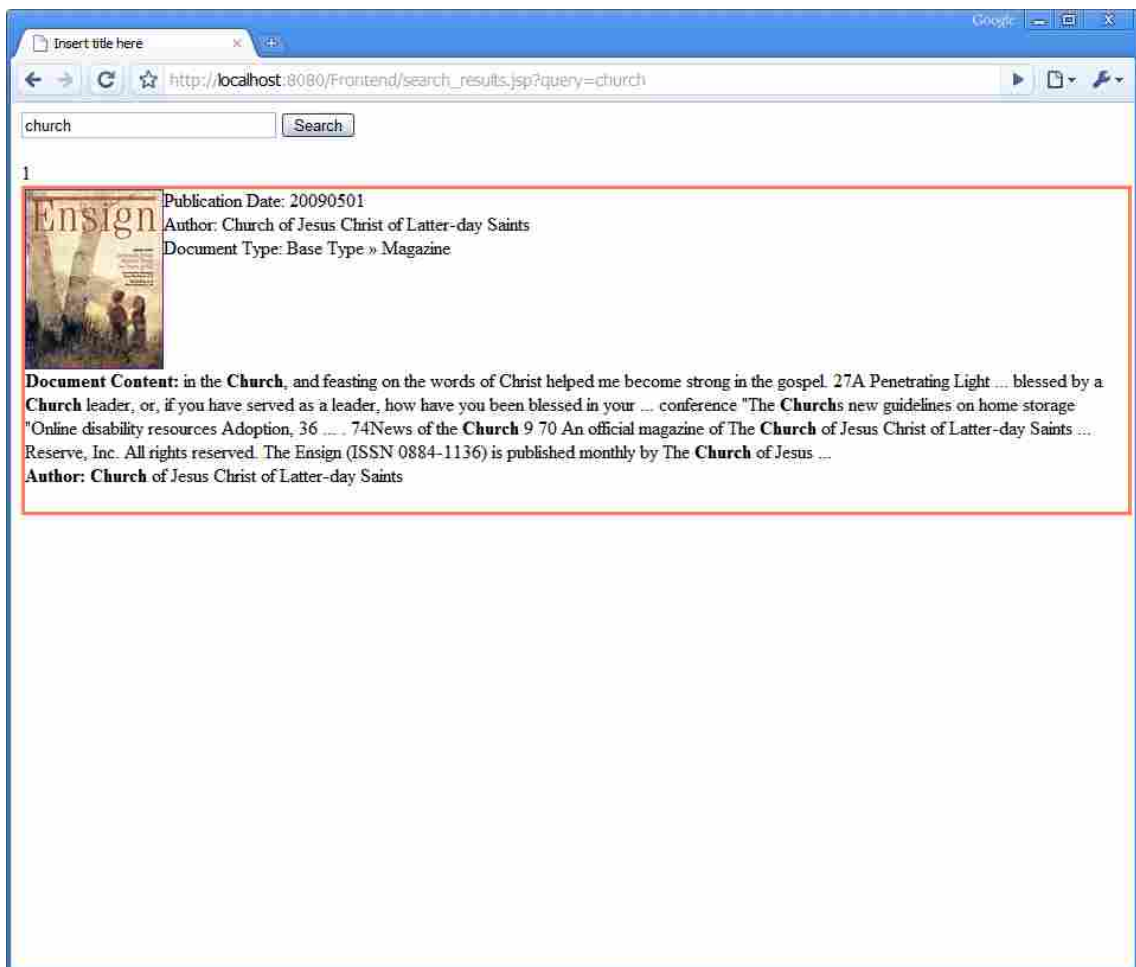 Google
Insert title here
http://localhost:8080/Frontend/search_results.jsp?query=church
church Search
1
Ensign
Publication Date: 20090501
Author: Church of Jesus Christ of Latter-day Saints
Document Type: Base Type » Magazine
Document Content: in the Church, and feasting on the words of Christ helped me become strong in the gospel. 27A Penetrating Light ... blessed by a
Church leader, or, if you have served as a leader, how have you been blessed in your ... conference "The Churchs new guidelines on home storage
"Online disability resources Adoption, 36 ... . 74News of the Church 9 70 An official magazine of The Church of Jesus Christ of Latter-day Saints ...
Reserve, Inc. All rights reserved. The Ensign (ISSN 0884-1136) is published monthly by The Church of Jesus ...
Author: Church of Jesus Christ of Latter-day Saints